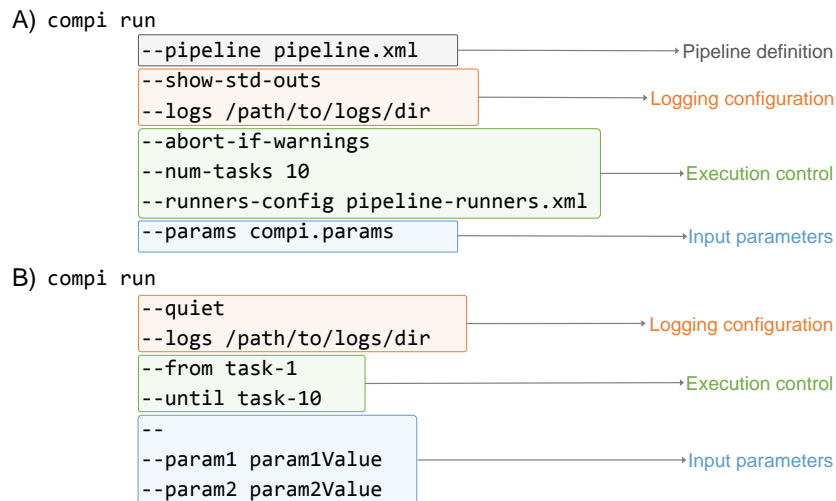 A) compi run
--pipeline pipeline.xml
Pipeline definition
--show-std-outs
--logs /path/to/logs/dir
Logging configuration
--abort-if-warnings
--num-tasks 10
--runners-config pipeline-runners.xml
Execution control
--params compi.params
Input parameters
B) compi run
--quiet
--logs /path/to/logs/dir
Logging configuration
--from task-1
--until task-10
Execution control
--
--param1 param1Value
--param2 param2Value
Input parameters